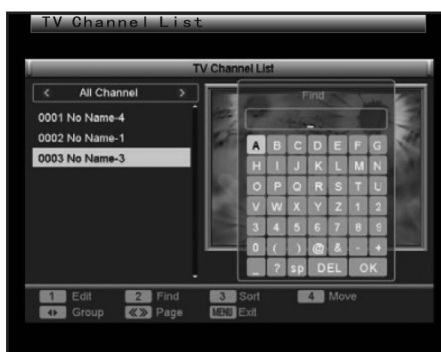 TV Channel List
TV Channel List
< All Channel >
0001 No Name-4
0002 No Name-1
0003 No Name-3
Find
_
A B C D E F G
H I J K L M N
O P Q R S T U
V W X Y Z 1 2
3 4 5 6 7 8 9
0 ( ) @ & - +
_ ? sp DEL OK
1 Edit 2 Find 3 Sort 4 Move
Group Page MENU Exit